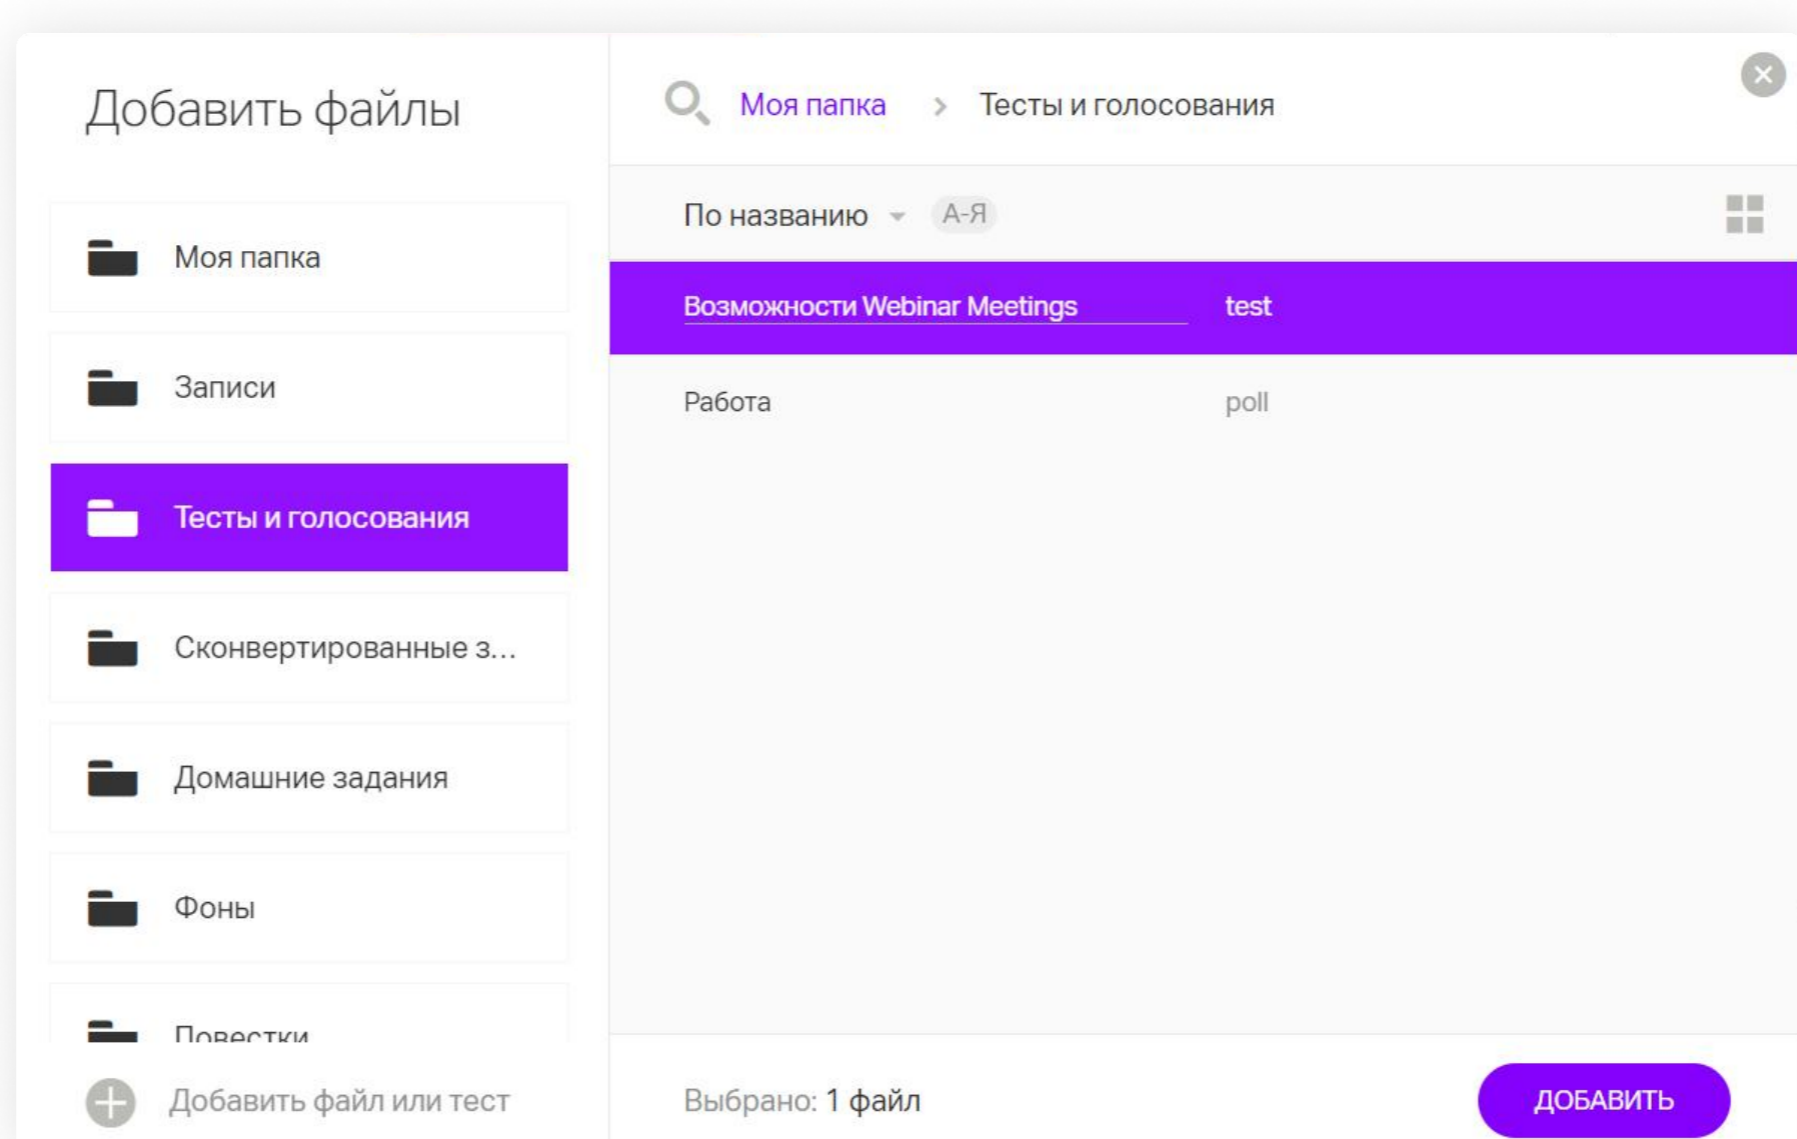 Добавить файлы
Моя папка
Записи
Тесты и голосования
Сконвертированные з...
Домашние задания
Фоны
Повестки
Добавить файл или тест
Моя папка > Тесты и голосования
По названию А-Я
Возможности Webinar Meetings test
Работа poll
Выбрано: 1 файл
ДОБАВИТЬ